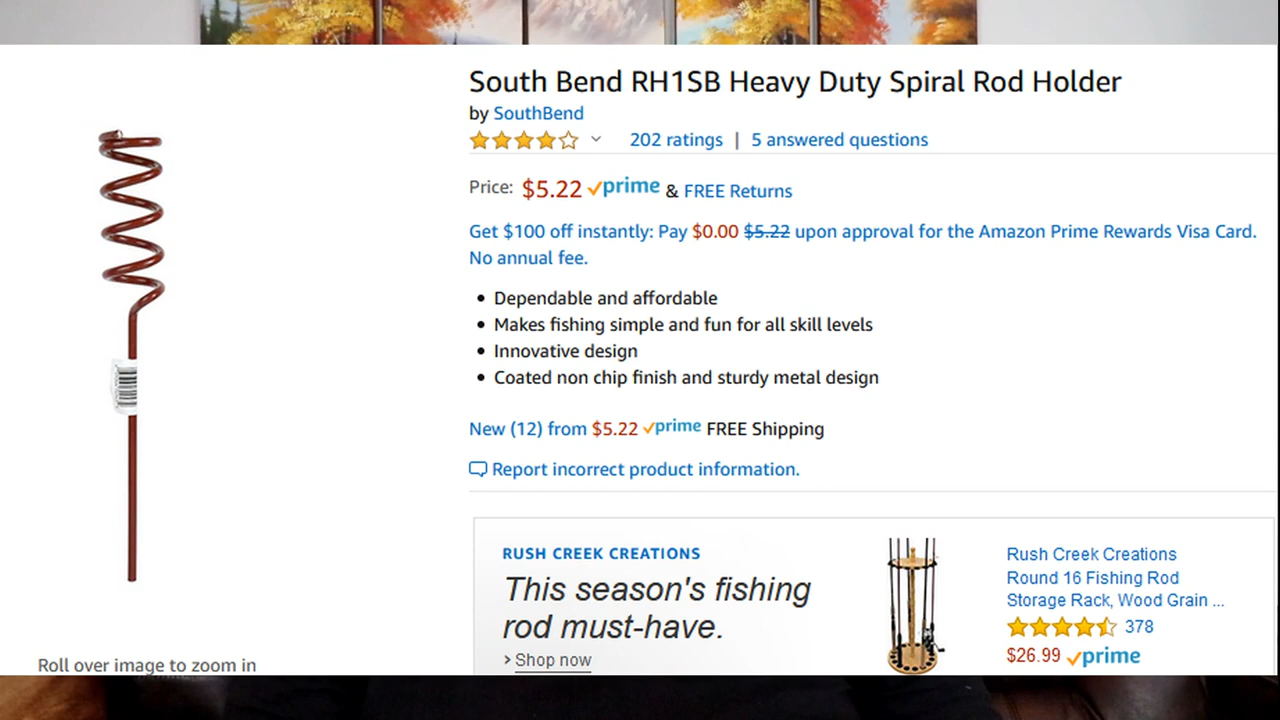 South Bend RH1SB Heavy Duty Spiral Rod Holder
by SouthBend
202 ratings | 5 answered questions
Price: $5.22 prime & FREE Returns
Get $100 off instantly: Pay $0.00 $5.22 upon approval for the Amazon Prime Rewards Visa Card.
No annual fee.
• Dependable and affordable
• Makes fishing simple and fun for all skill levels
• Innovative design
• Coated non chip finish and sturdy metal design
New (12) from $5.22 prime FREE Shipping
Report incorrect product information.
RUSH CREEK CREATIONS
This season's fishing
rod must-have.
› Shop now
Rush Creek Creations
Round 16 Fishing Rod
Storage Rack, Wood Grain ...
378
$26.99 prime
Roll over image to zoom in